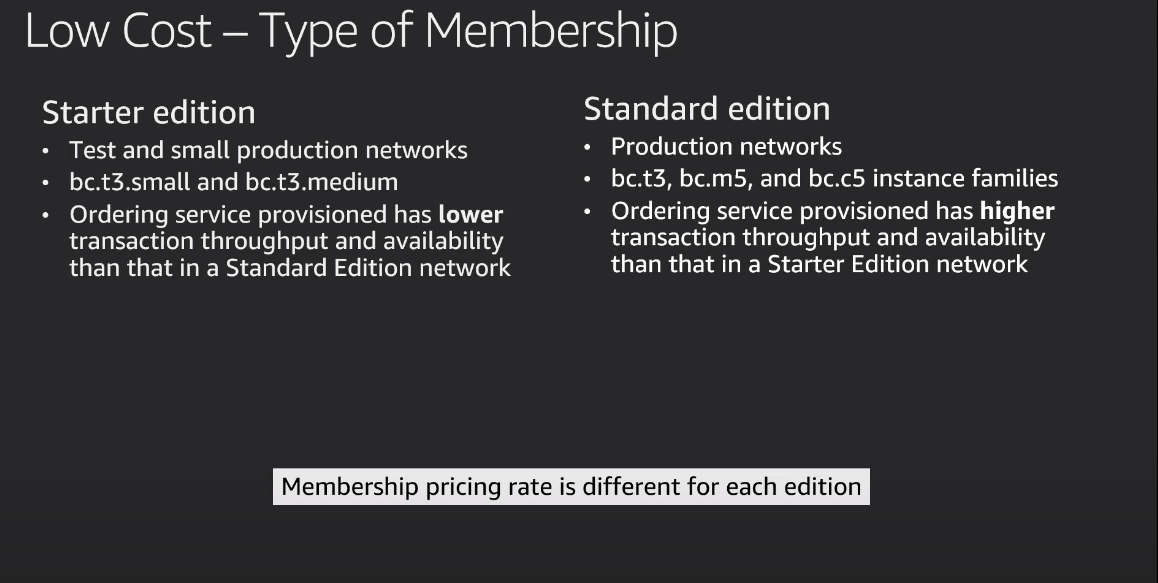 Low Cost – Type of Membership
Starter edition
• Test and small production networks
• bc.t3.small and bc.t3.medium
• Ordering service provisioned has lower
transaction throughput and availability
than that in a Standard Edition network
Standard edition
• Production networks
• bc.t3, bc.m5, and bc.c5 instance families
• Ordering service provisioned has higher
transaction throughput and availability
than that in a Starter Edition network
Membership pricing rate is different for each edition